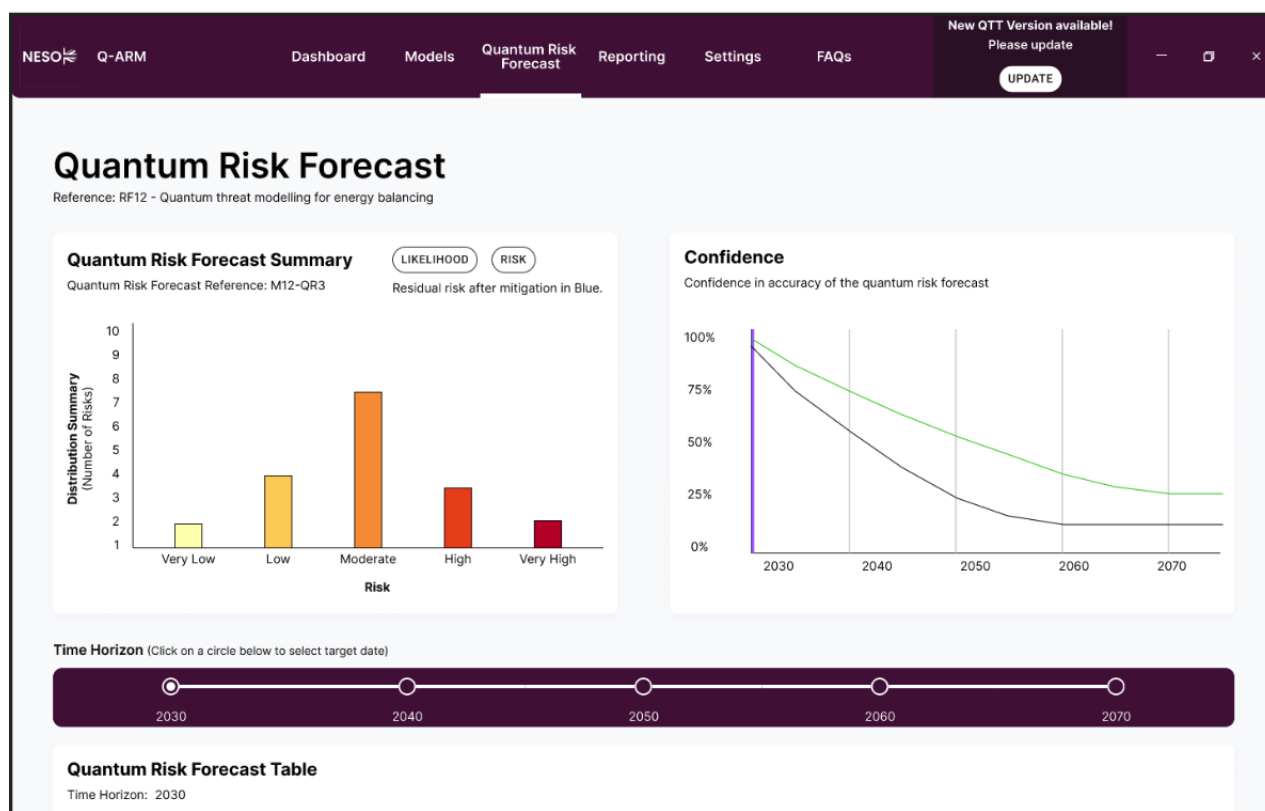 NESO Q-ARM Dashboard Models Quantum Risk Forecast Reporting Settings FAQs
New QTT Version available!
Please update
UPDATE
Quantum Risk Forecast
Reference: RF12 - Quantum threat modelling for energy balancing
Quantum Risk Forecast Summary
LIKELIHOOD RISK
Quantum Risk Forecast Reference: M12-QR3
Residual risk after mitigation in Blue.
Distribution Summary
(Number of Risks)
10
9
8
7
6
5
4
3
2
1
Very Low Low Moderate High Very High
Risk
Confidence
Confidence in accuracy of the quantum risk forecast
100%
75%
50%
25%
0%
2030 2040 2050 2060 2070
Time Horizon (Click on a circle below to select target date)
2030 2040 2050 2060 2070
Quantum Risk Forecast Table
Time Horizon: 2030